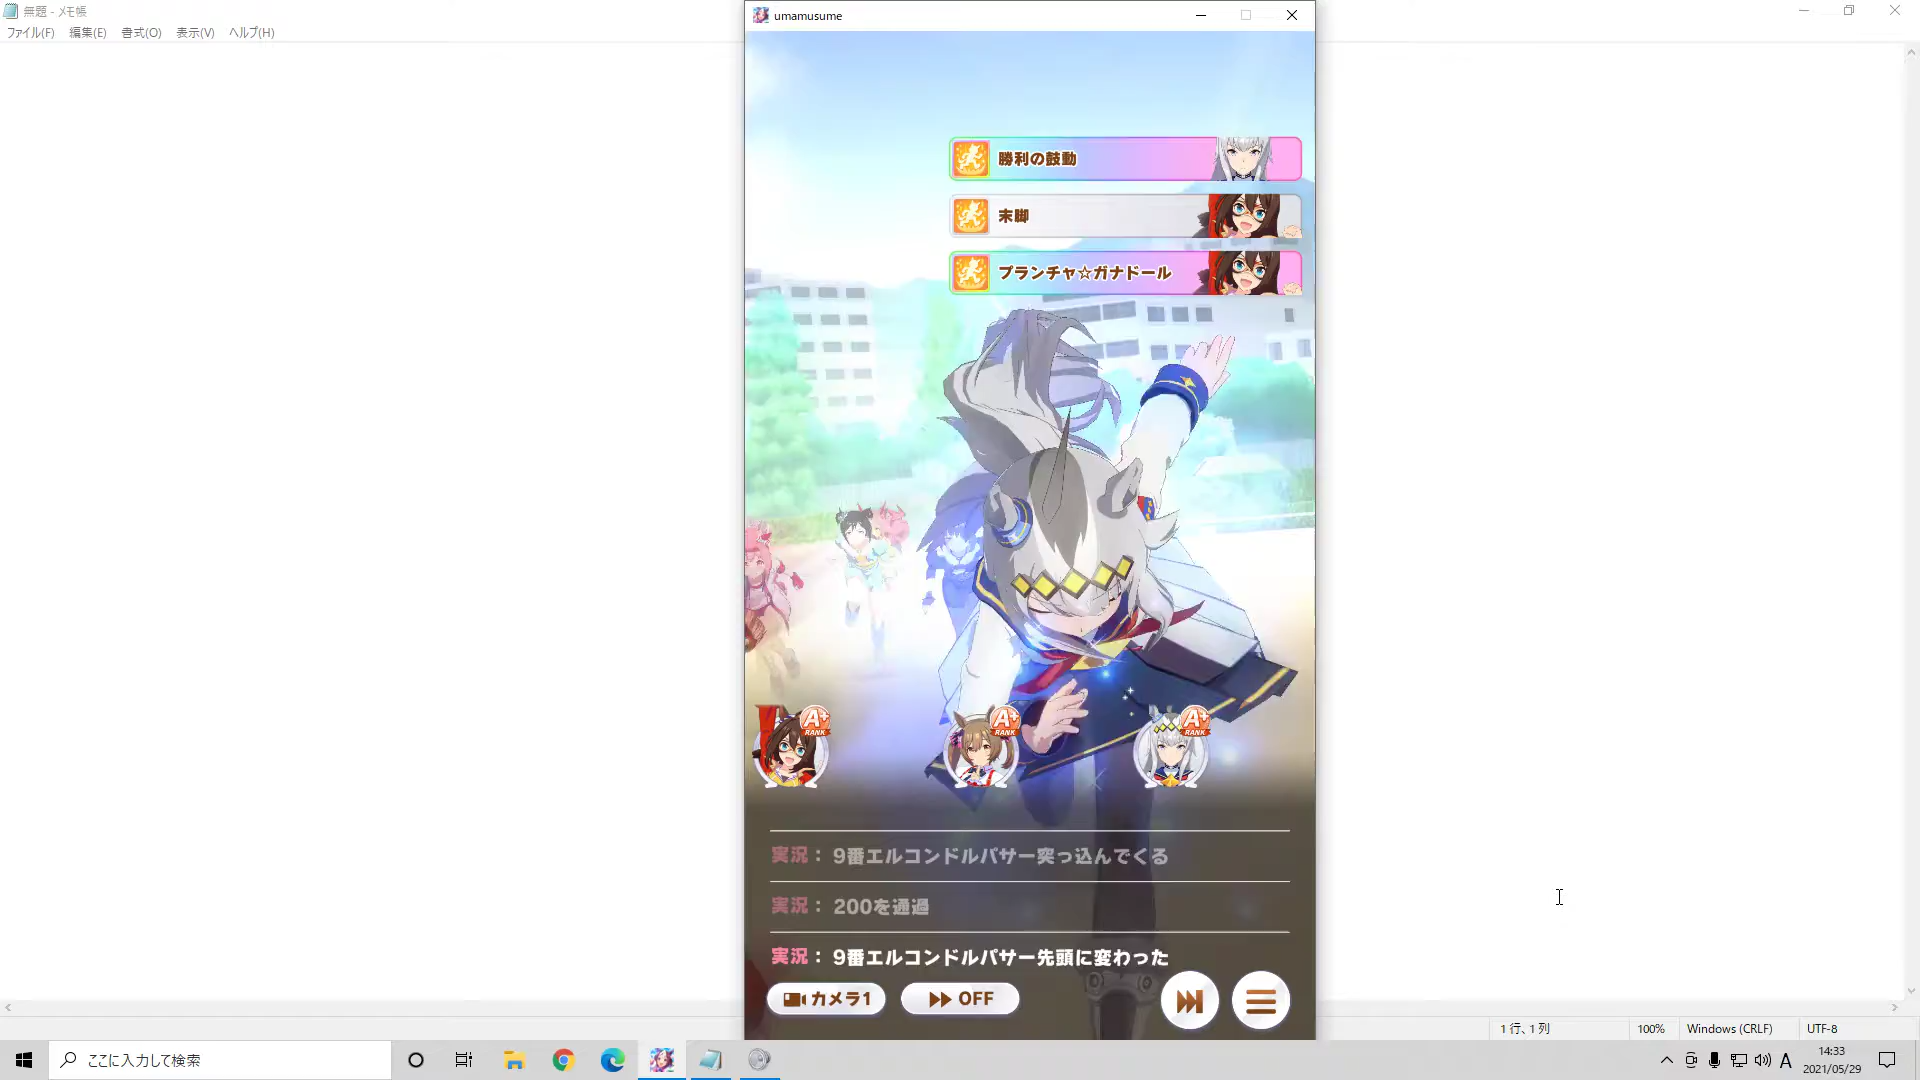 無題 - メモ帳
ファイル(F) 編集(E) 書式(O) 表示(V) ヘルプ(H)
umamusume
勝利の鼓動
末脚
プランチャ☆ガナドール
A+ RANK
A+ RANK
A+ RANK
実況： 9番エルコンドルパサー突っ込んでくる
実況： 200を通過
実況： 9番エルコンドルパサー先頭に変わった
カメラ1
OFF
1 行、1 列
100%
Windows (CRLF)
UTF-8
ここに入力して検索
A
14:33
2021/05/29